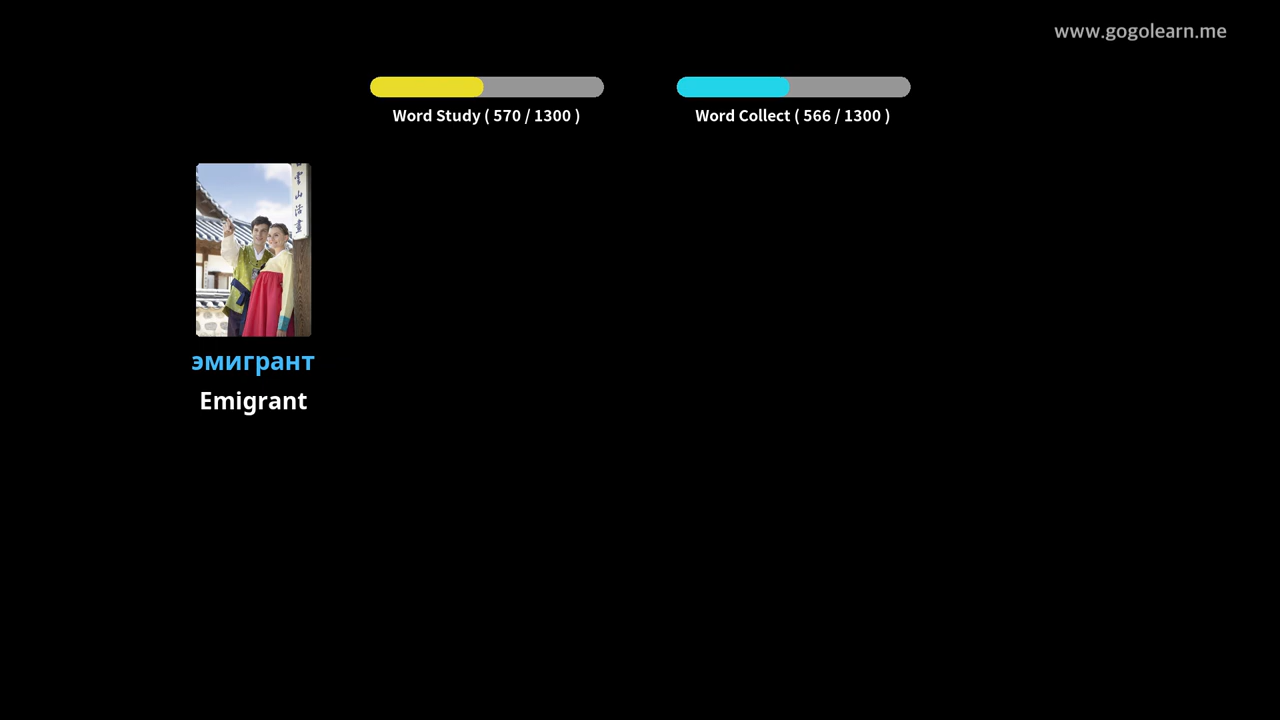 www.gogolearn.me
Word Study ( 570 / 1300 )
Word Collect ( 566 / 1300 )
эмигрант
Emigrant